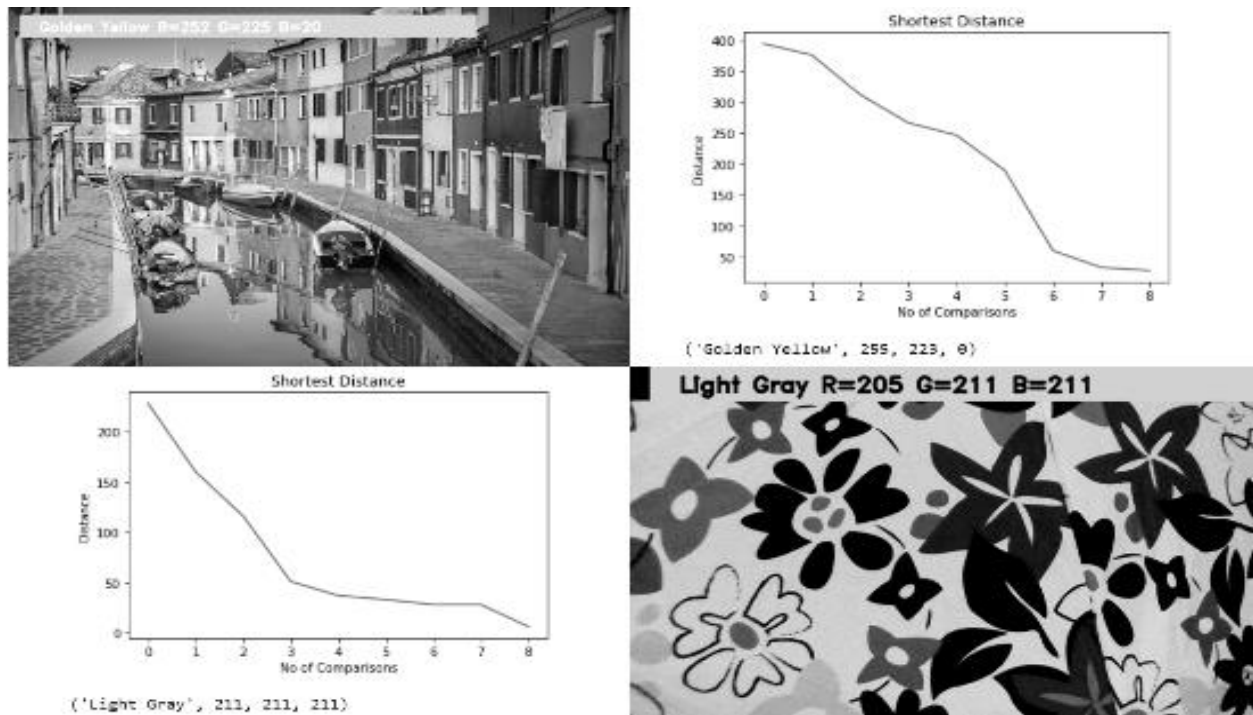 Golden Yellow R=252 G=225 B=20
Shortest Distance
400
350
300
250
200
150
100
50
Distance
0 1 2 3 4 5 6 7 8
No of Comparisons
('Golden Yellow', 255, 223, 0)
Shortest Distance
200
150
100
50
0
Distance
0 1 2 3 4 5 6 7 8
No of Comparisons
('Light Gray', 211, 211, 211)
Light Gray R=205 G=211 B=211